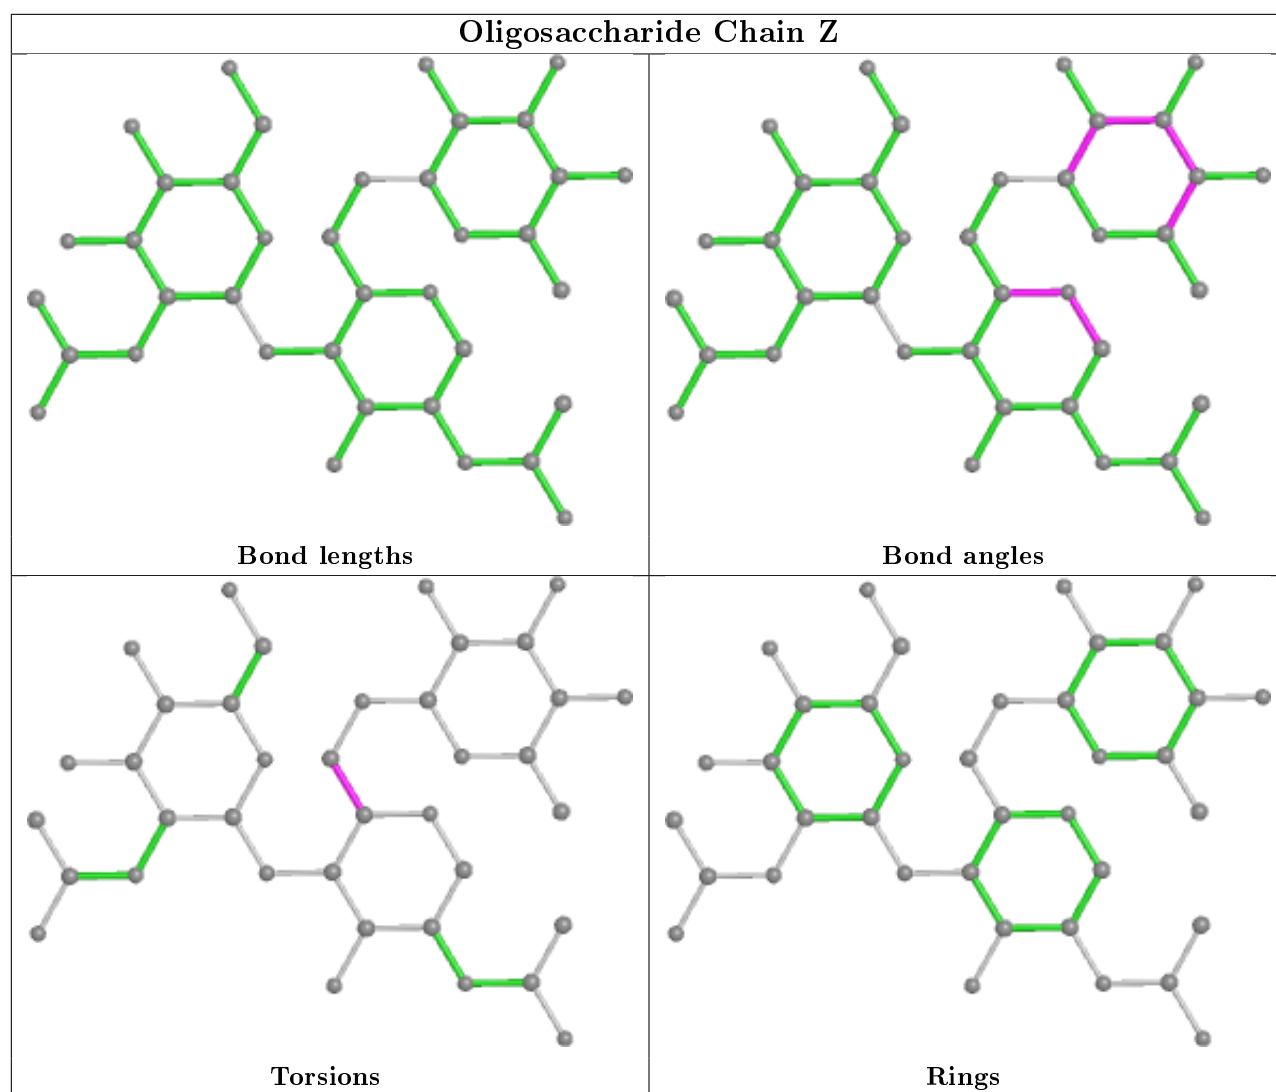 Oligosaccharide Chain Z
Bond lengths
Bond angles
Torsions
Rings